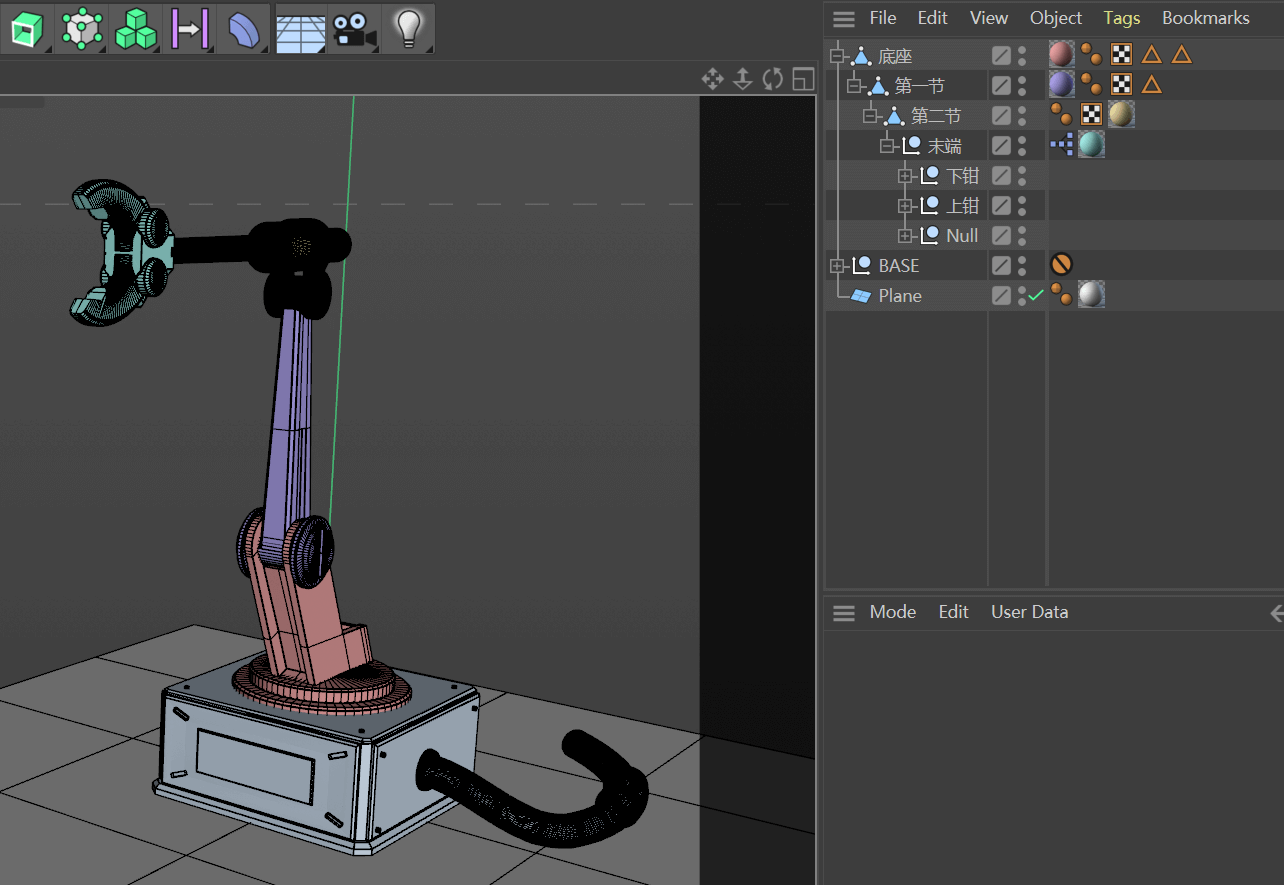 File Edit View Object Tags Bookmarks
底座
第一节
第二节
末端
下钳
上钳
Null
BASE
Plane
Mode Edit User Data